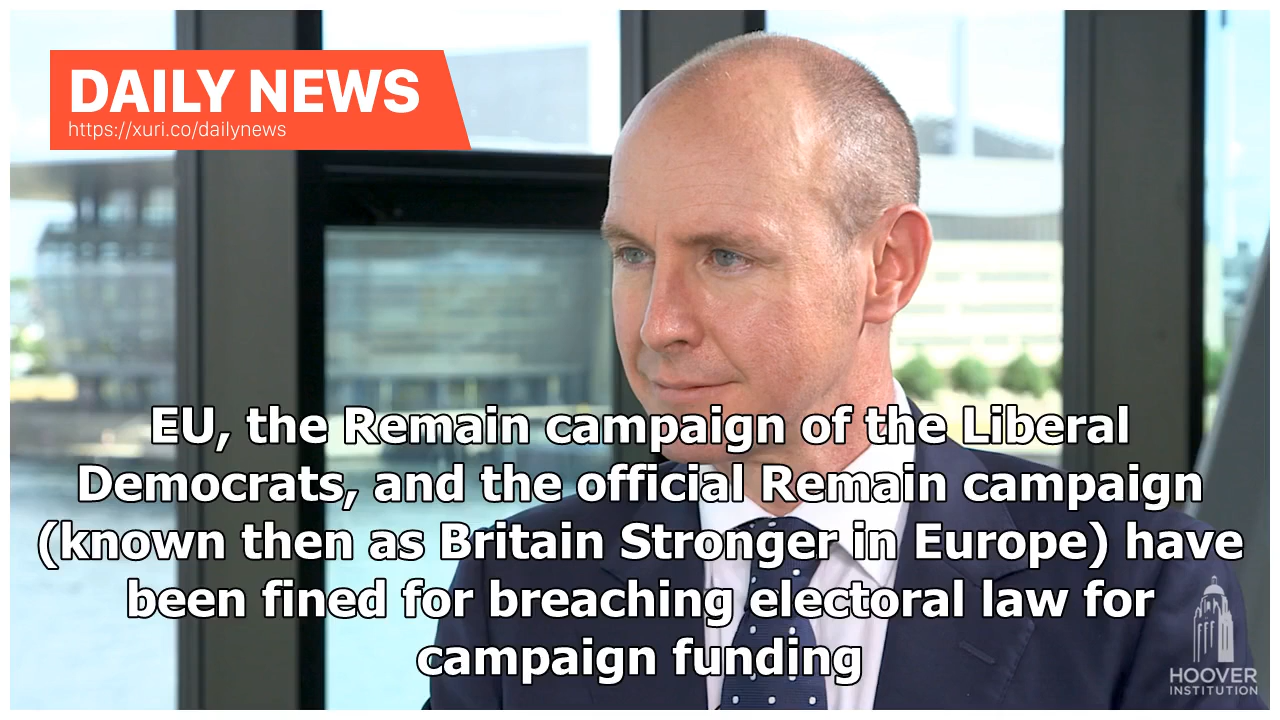 DAILY NEWS
https://xuri.co/dailynews
EU, the Remain campaign of the Liberal
Democrats, and the official Remain campaign
(known then as Britain Stronger in Europe) have
been fined for breaching electoral law for
campaign funding
HOOVER
INSTITUTION